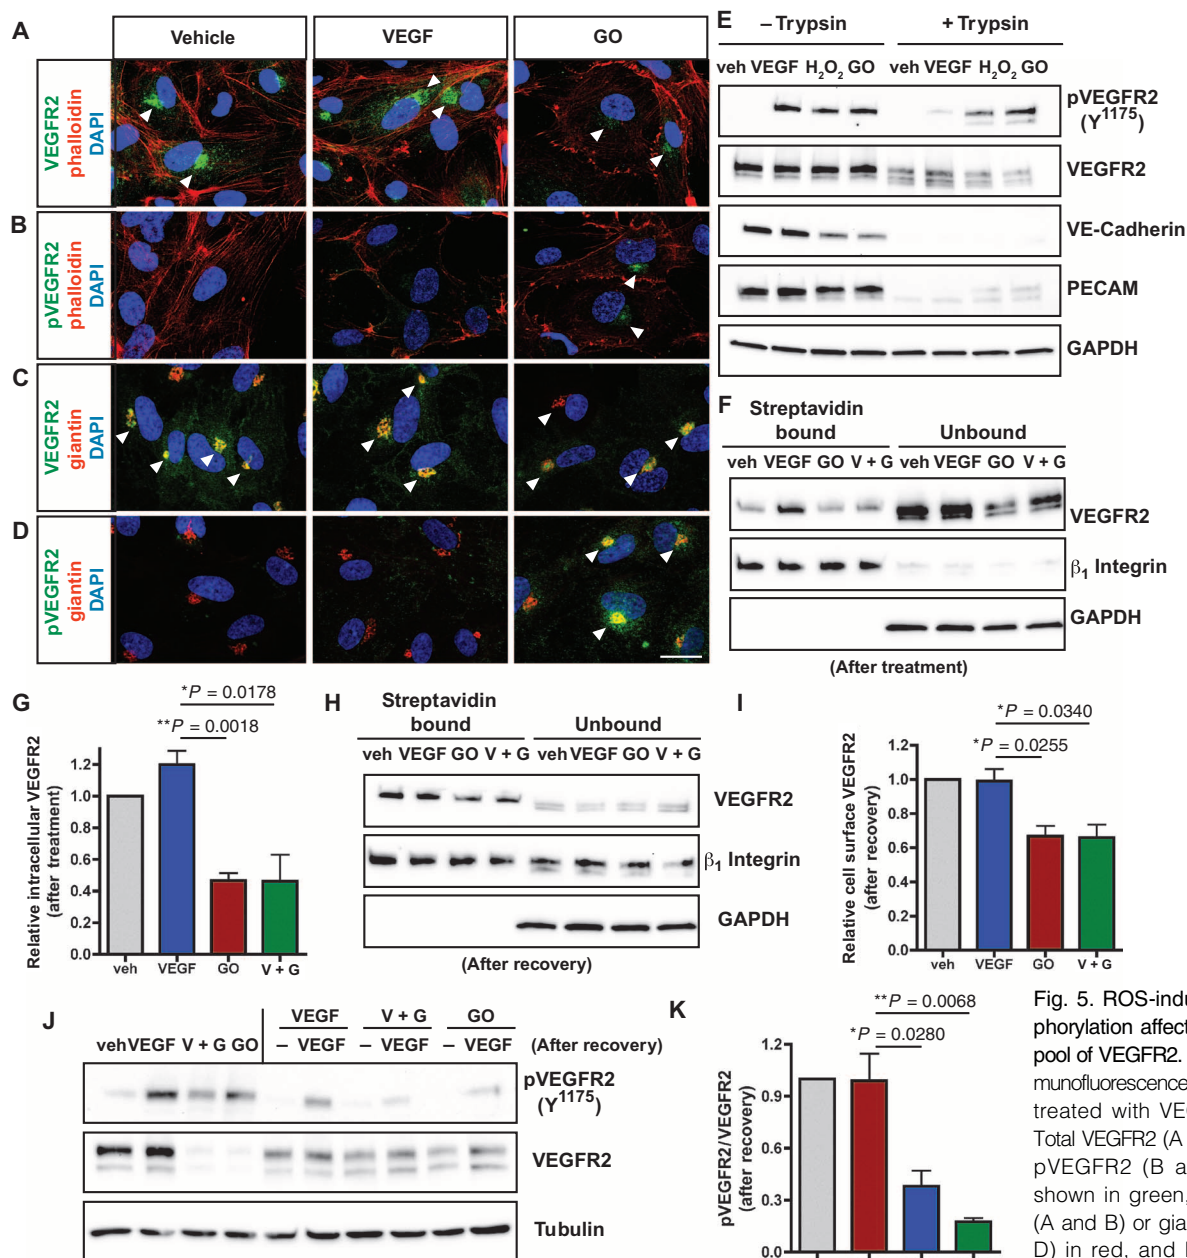 A
Vehicle
VEGF
GO
VEGFR2
phalloidin
DAPI
B
pVEGFR2
phalloidin
DAPI
C
VEGFR2
giantin
DAPI
D
pVEGFR2
giantin
DAPI
E
– Trypsin
+ Trypsin
veh VEGF H2O2 GO
veh VEGF H2O2 GO
pVEGFR2
(Y1175)
VEGFR2
VE-Cadherin
PECAM
GAPDH
F
Streptavidin
bound
Unbound
veh VEGF GO V + G
veh VEGF GO V + G
VEGFR2
β1 Integrin
GAPDH
(After treatment)
G
*P = 0.0178
**P = 0.0018
Relative intracellular VEGFR2
(after treatment)
1.2
1.0
0.8
0.6
0.4
0.2
0.0
veh
VEGF
GO
V + G
H
Streptavidin
bound
Unbound
veh VEGF GO V + G
veh VEGF GO V + G
VEGFR2
β1 Integrin
GAPDH
(After recovery)
I
*P = 0.0340
*P = 0.0255
Relative cell surface VEGFR2
(after recovery)
1.2
1.0
0.8
0.6
0.4
0.2
0.0
veh
VEGF
GO
V + G
J
VEGF
V + G
GO
veh VEGF V + G GO
– VEGF
– VEGF
– VEGF
(After recovery)
pVEGFR2
(Y1175)
VEGFR2
Tubulin
K
**P = 0.0068
*P = 0.0280
pVEGFR2/VEGFR2
(after recovery)
1.2
0.9
0.6
0.3
0.0
Fig. 5. ROS-indu
phorylation affect
pool of VEGFR2.
munofluorescence
treated with VE
Total VEGFR2 (A
pVEGFR2 (B a
shown in green,
(A and B) or gia
D) in red, and